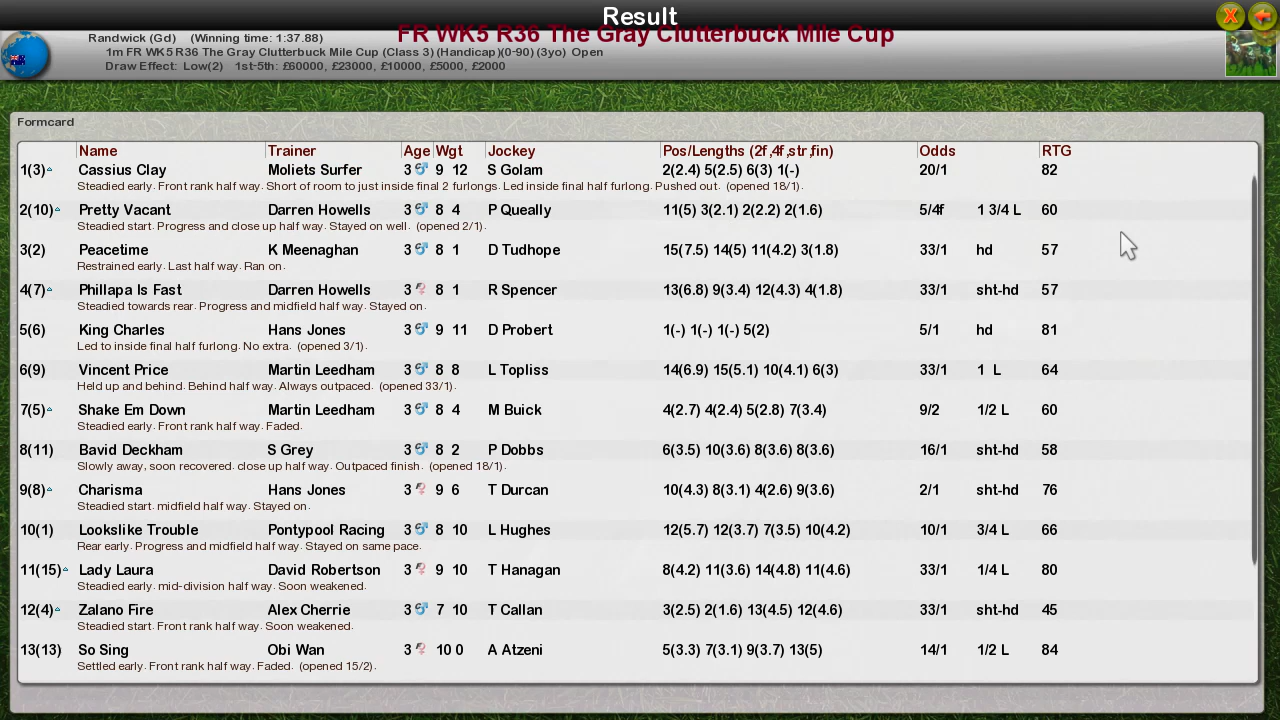 Result
FR WK5 R36 The Gray Clutterbuck Mile Cup
Randwick (Gd) (Winning time: 1:37.88)
1m FR WK5 R36 The Gray Clutterbuck Mile Cup (Class 3) (Handicap)(0-90) (3yo) Open
Draw Effect: Low(2) 1st-5th: £60000, £23000, £10000, £5000, £2000
Formcard
Name Trainer Age Wgt Jockey Pos/Lengths (2f,4f,str,fin) Odds RTG
1(3) Cassius Clay Moliets Surfer 3 9 12 S Golam 2(2.4) 5(2.5) 6(3) 1(-) 20/1 82
Steadied early. Front rank half way. Short of room to just inside final 2 furlongs. Led inside final half furlong. Pushed out. (opened 18/1).
2(10) Pretty Vacant Darren Howells 3 8 4 P Queally 11(5) 3(2.1) 2(2.2) 2(1.6) 5/4f 1 3/4 L 60
Steadied start. Progress and close up half way. Stayed on well. (opened 2/1).
3(2) Peacetime K Meenaghan 3 8 1 D Tudhope 15(7.5) 14(5) 11(4.2) 3(1.8) 33/1 hd 57
Restrained early. Last half way. Ran on.
4(7) Phillapa Is Fast Darren Howells 3 8 1 R Spencer 13(6.8) 9(3.4) 12(4.3) 4(1.8) 33/1 sht-hd 57
Steadied towards rear. Progress and midfield half way. Stayed on.
5(6) King Charles Hans Jones 3 9 11 D Probert 1(-) 1(-) 1(-) 5(2) 5/1 hd 81
Led to inside final half furlong. No extra. (opened 3/1).
6(9) Vincent Price Martin Leedham 3 8 8 L Topliss 14(6.9) 15(5.1) 10(4.1) 6(3) 33/1 1 L 64
Held up and behind. Behind half way. Always outpaced. (opened 33/1).
7(5) Shake Em Down Martin Leedham 3 8 4 M Buick 4(2.7) 4(2.4) 5(2.8) 7(3.4) 9/2 1/2 L 60
Steadied early. Front rank half way. Faded.
8(11) Bavid Deckham S Grey 3 8 2 P Dobbs 6(3.5) 10(3.6) 8(3.6) 8(3.6) 16/1 sht-hd 58
Slowly away, soon recovered. close up half way. Outpaced finish. (opened 18/1).
9(8) Charisma Hans Jones 3 9 6 T Durcan 10(4.3) 8(3.1) 4(2.6) 9(3.6) 2/1 sht-hd 76
Steadied start. midfield half way. Stayed on.
10(1) Lookslike Trouble Pontypool Racing 3 8 10 L Hughes 12(5.7) 12(3.7) 7(3.5) 10(4.2) 10/1 3/4 L 66
Rear early. Progress and midfield half way. Stayed on same pace.
11(15) Lady Laura David Robertson 3 9 10 T Hanagan 8(4.2) 11(3.6) 14(4.8) 11(4.6) 33/1 1/4 L 80
Steadied early. mid-division half way. Soon weakened.
12(4) Zalano Fire Alex Cherrie 3 7 10 T Callan 3(2.5) 2(1.6) 13(4.5) 12(4.6) 33/1 sht-hd 45
Steadied start. Front rank half way. Soon weakened.
13(13) So Sing Obi Wan 3 10 0 A Atzeni 5(3.3) 7(3.1) 9(3.7) 13(5) 14/1 1/2 L 84
Settled early. Front rank half way. Faded. (opened 15/2).